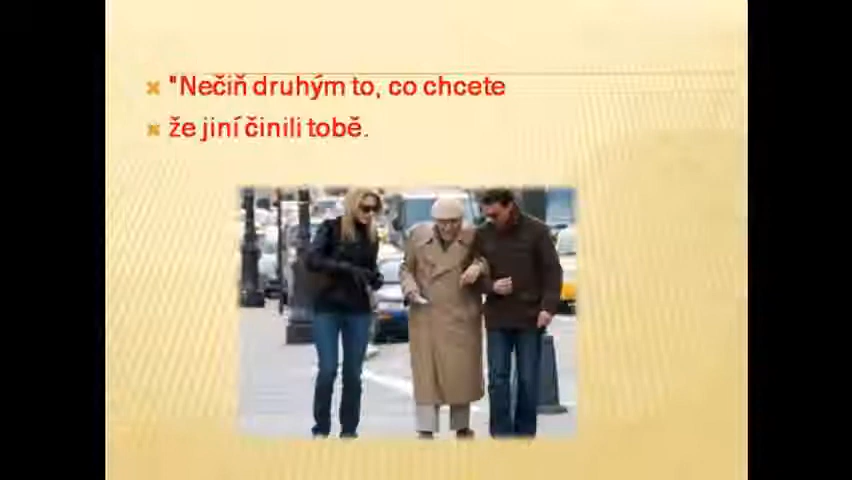 "Nečiň druhým to, co chcete
že jiní činili tobě.